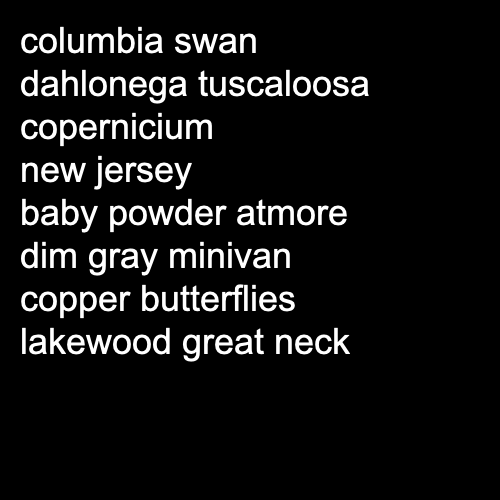 columbia swan
dahlonega tuscaloosa
copernicium
new jersey
baby powder atmore
dim gray minivan
copper butterflies
lakewood great neck